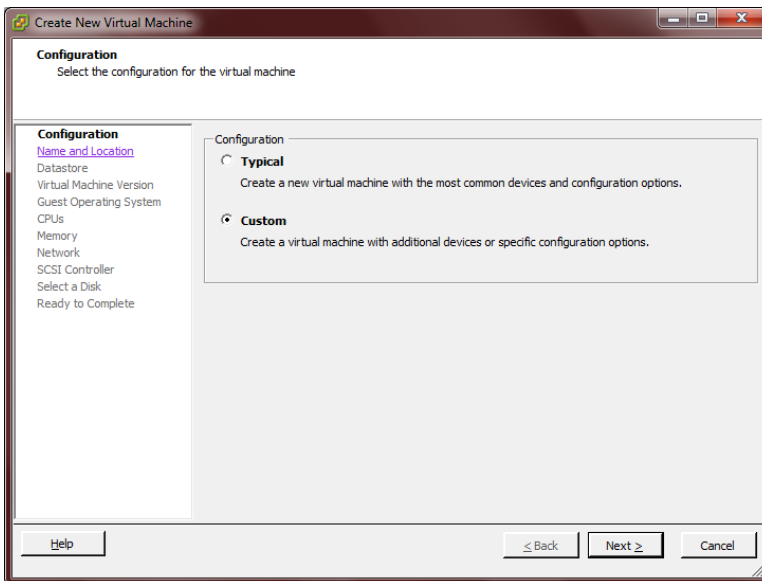 Create New Virtual Machine
Configuration
Select the configuration for the virtual machine
Configuration
Name and Location
Datastore
Virtual Machine Version
Guest Operating System
CPUs
Memory
Network
SCSI Controller
Select a Disk
Ready to Complete
Configuration
Typical
Create a new virtual machine with the most common devices and configuration options.
Custom
Create a virtual machine with additional devices or specific configuration options.
Help
< Back
Next >
Cancel